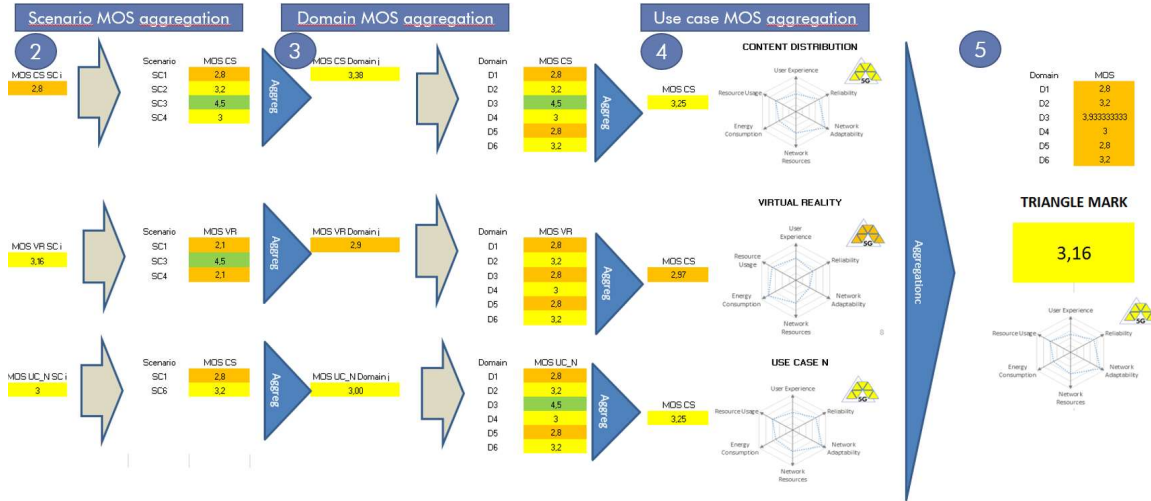 Scenario MOS aggregation
Domain MOS aggregation
Use case MOS aggregation
2
3
4
5
MOS CS SC i
2,8
Scenario MOS CS
SC1 2,8
SC2 3,2
SC3 4,5
SC4 3
Aggreg
MOS CS Domain j
3,38
Domain MOS CS
D1 2,8
D2 3,2
D3 4,5
D4 3
D5 2,8
D6 3,2
Aggreg
MOS CS
3,25
CONTENT DISTRIBUTION
User Experience
Reliability
Network
Adaptability
Network
Resources
Energy
Consumption
Resource Usage
5G
MOS VR SC i
3,16
Scenario MOS VR
SC1 2,1
SC3 4,5
SC4 2,1
Aggreg
MOS VR Domain j
2,9
Domain MOS VR
D1 2,8
D2 3,2
D3 2,8
D4 3
D5 2,8
D6 3,2
Aggreg
MOS CS
2,97
VIRTUAL REALITY
User
Experience
Reliability
Network
Adaptability
Network
Resources
Energy
Consumption
Resource
Usage
5G
MOS UC_N SC i
3
Scenario MOS CS
SC1 2,8
SC6 3,2
Aggreg
MOS UC_N Domain j
3,00
Domain MOS UC_N
D1 2,8
D2 3,2
D3 4,5
D4 3
D5 2,8
D6 3,2
Aggreg
MOS CS
3,25
USE CASE N
User Experience
Reliability
Network
Adaptability
Network
Resources
Energy
Consumption
Resource Usage
5G
Aggregationc
Domain MOS
D1 2,8
D2 3,2
D3 3,933333333
D4 3
D5 2,8
D6 3,2
TRIANGLE MARK
3,16
User Experience
Reliability
Network
Adaptability
Network
Resources
Energy
Consumption
Resource Usage
5G